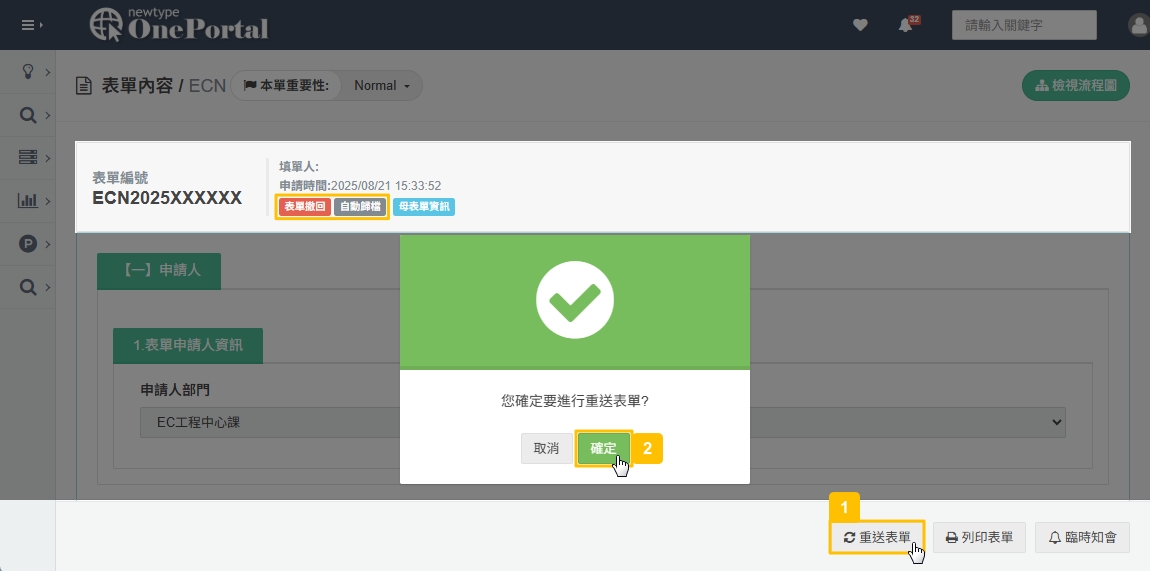 newtype
OnePortal
32
請輸入關鍵字
表單內容 / ECN
本單重要性:
Normal
檢視流程圖
表單編號
ECN2025XXXXXX
填單人:
申請時間:2025/08/21 15:33:52
表單撤回
自動歸檔
母表單資訊
P
【一】申請人
1.表單申請人資訊
申請人部門
EC工程中心課
您確定要進行重送表單?
取消
確定
2
1
重送表單
列印表單
臨時知會